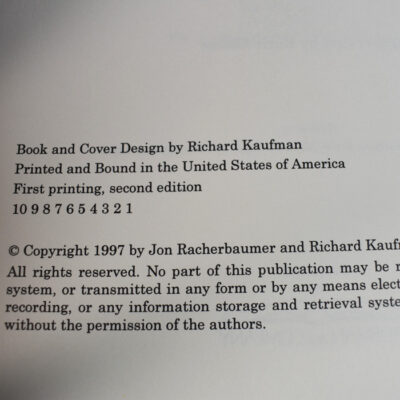 Book and Cover Design by Richard Kaufman
Printed and Bound in the United States of America
First printing, second edition
10 9 8 7 6 5 4 3 2 1
© Copyright 1997 by Jon Racherbaumer and Richard Kaufm
All rights reserved. No part of this publication may be r
system, or transmitted in any form or by any means elect
recording, or any information storage and retrieval syste
without the permission of the authors.